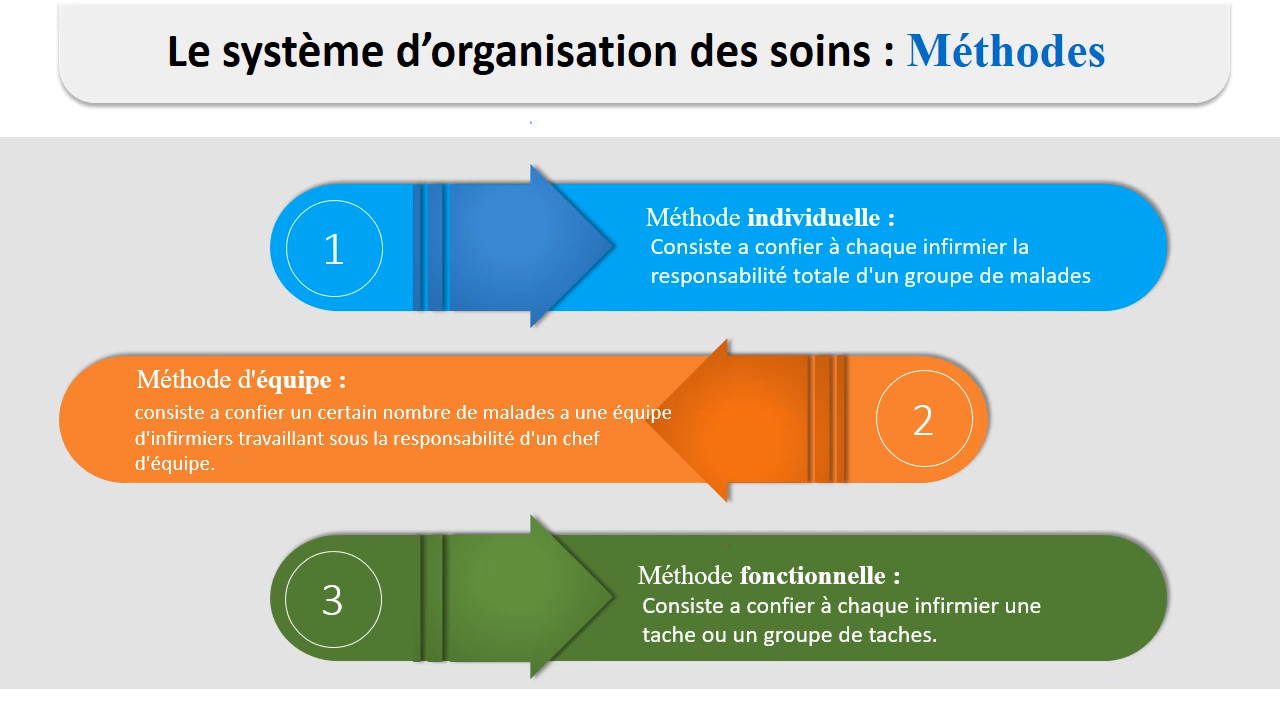 Le système d’organisation des soins : Méthodes
1
Méthode individuelle :
Consiste a confier à chaque infirmier la
responsabilité totale d'un groupe de malades
Méthode d'équipe :
consiste a confier un certain nombre de malades a une équipe
d'infirmiers travaillant sous la responsabilité d'un chef
d'équipe.
2
3
Méthode fonctionnelle :
Consiste a confier à chaque infirmier une
tache ou un groupe de taches.